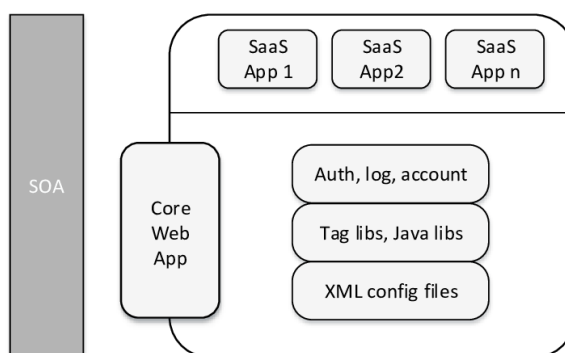 SaaS
App 1
SaaS
App2
SaaS
App n
SOA
Core
Web
App
Auth, log, account
Tag libs, Java libs
XML config files